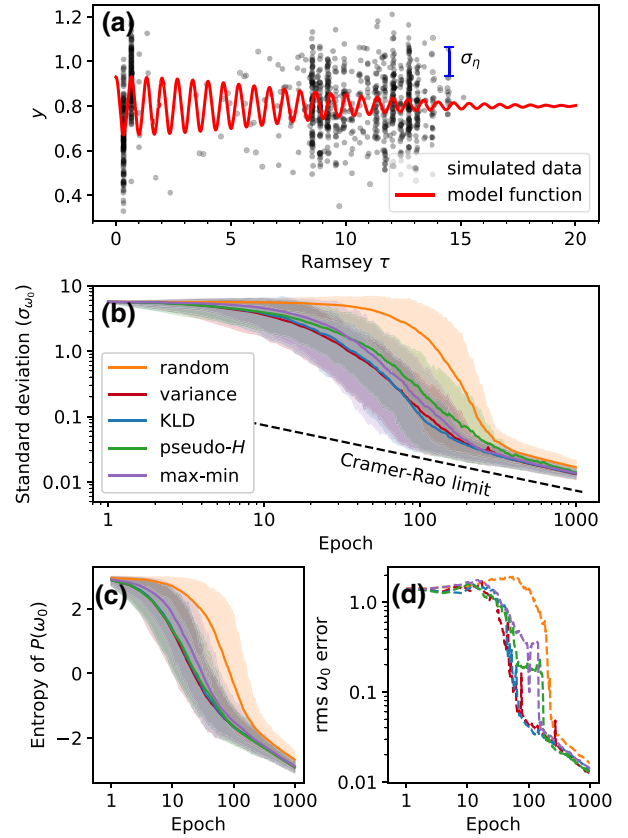 (a)
1.2
1.0
0.8
0.6
0.4
y
σ_η
simulated data
model function
0 5 10 15 20
Ramsey τ
(b)
10.0
1.0
0.1
0.01
Standard deviation (σ_ω₀)
random
variance
KLD
pseudo-H
max-min
Cramer-Rao limit
1 10 100 1000
Epoch
(c)
2
0
−2
Entropy of P(ω₀)
1 10 100 1000
Epoch
(d)
1.0
0.1
0.01
rms ω₀ error
1 10 100 1000
Epoch